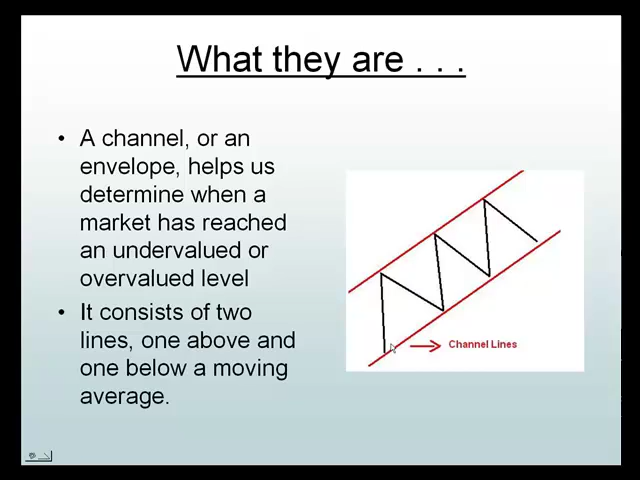 What they are . . .
• A channel, or an
envelope, helps us
determine when a
market has reached
an undervalued or
overvalued level
• It consists of two
lines, one above and
one below a moving
average.
Channel Lines